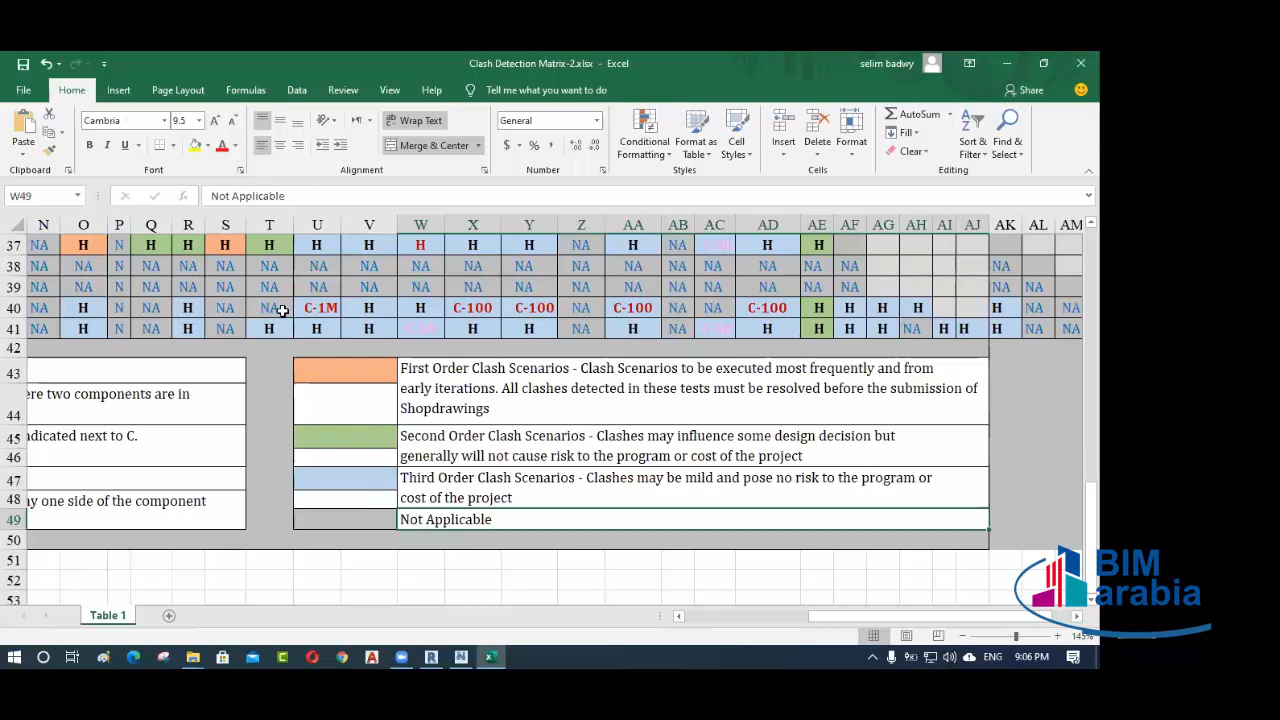 Clash Detection Matrix-2.xlsx - Excel
selim badwy
File Home Insert Page Layout Formulas Data Review View Help Tell me what you want to do Share
Cambria 9.5 A A Wrap Text General AutoSum
Paste B I U A Merge & Center $ % , Conditional Formatting Format as Table Cell Styles Insert Delete Format Fill Clear Sort & Filter Find & Select
Clipboard Font Alignment Number Styles Cells Editing
W49 fx Not Applicable
N O P Q R S T U V W X Y Z AA AB AC AD AE AF AG AH AI AJ AK AL AM
37 NA H N H H H H H H H H H NA H NA H H
38 NA NA N NA NA NA NA NA NA NA NA NA NA NA NA NA NA NA NA NA
39 NA NA N NA NA NA NA NA NA NA NA NA NA NA NA NA NA NA NA NA NA
40 NA H N NA H NA NA C-1M H H C-100 C-100 NA C-100 NA C-100 H H H H H NA NA
41 NA H N NA H NA H H H H H NA H NA H H H H NA H H H NA NA
42
43 First Order Clash Scenarios - Clash Scenarios to be executed most frequently and from
ere two components are in early iterations. All clashes detected in these tests must be resolved before the submission of
44 Shopdrawings
45 ndicated next to C. Second Order Clash Scenarios - Clashes may influence some design decision but
46 generally will not cause risk to the program or cost of the project
47 Third Order Clash Scenarios - Clashes may be mild and pose no risk to the program or
48 ny one side of the component cost of the project
49 Not Applicable
50
51
52
53
Table 1
145%
ENG 9:06 PM
BIM
arabia